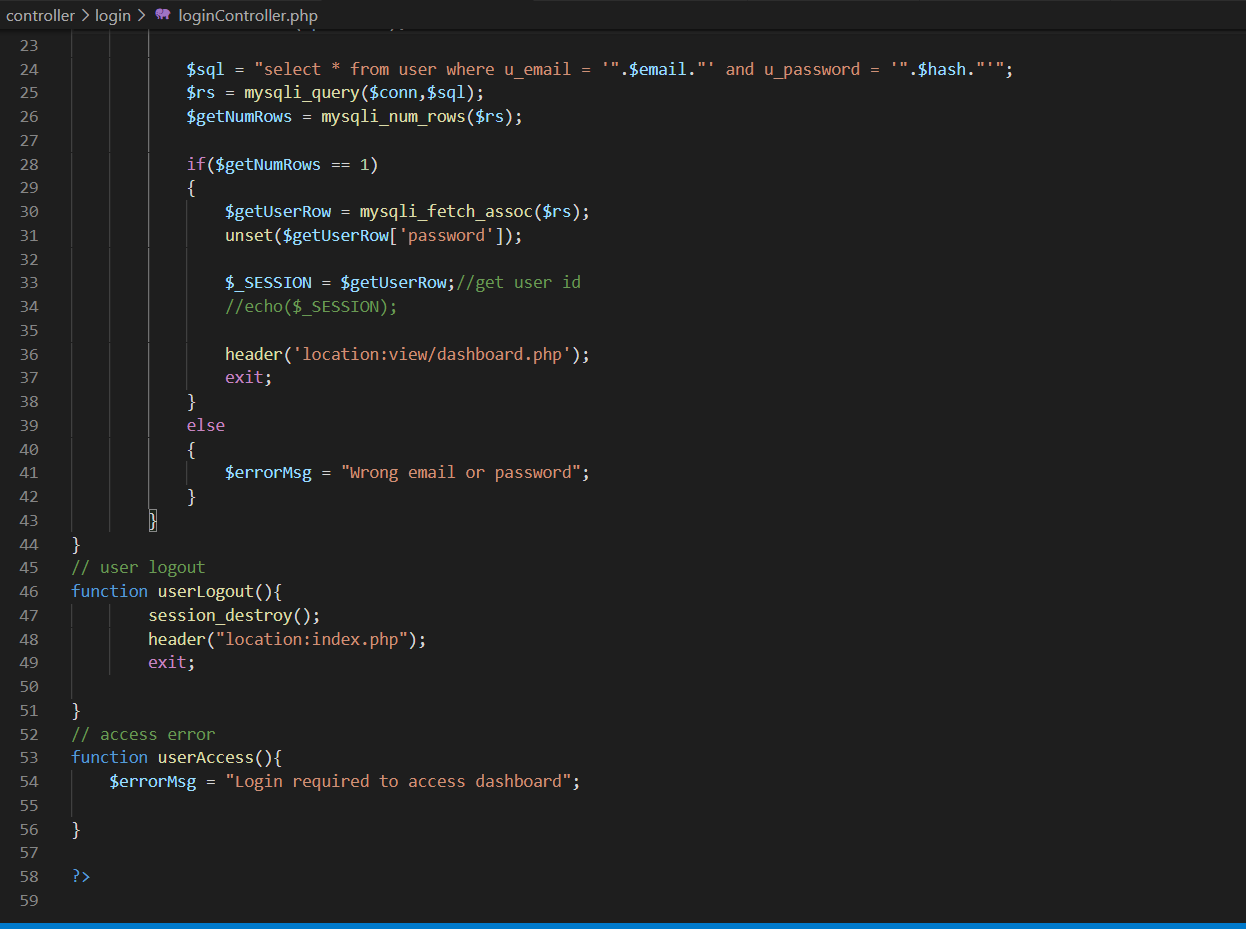 controller > login > loginController.php
23
24 $sql = "select * from user where u_email = '".$email."' and u_password = '".$hash."'";
25 $rs = mysqli_query($conn,$sql);
26 $getNumRows = mysqli_num_rows($rs);
27
28 if($getNumRows == 1)
29 {
30 $getUserRow = mysqli_fetch_assoc($rs);
31 unset($getUserRow['password']);
32
33 $_SESSION = $getUserRow;//get user id
34 //echo($_SESSION);
35
36 header('location:view/dashboard.php');
37 exit;
38 }
39 else
40 {
41 $errorMsg = "Wrong email or password";
42 }
43 }
44 }
45 // user logout
46 function userLogout(){
47 session_destroy();
48 header("location:index.php");
49 exit;
50
51 }
52 // access error
53 function userAccess(){
54 $errorMsg = "Login required to access dashboard";
55
56 }
57
58 ?>
59